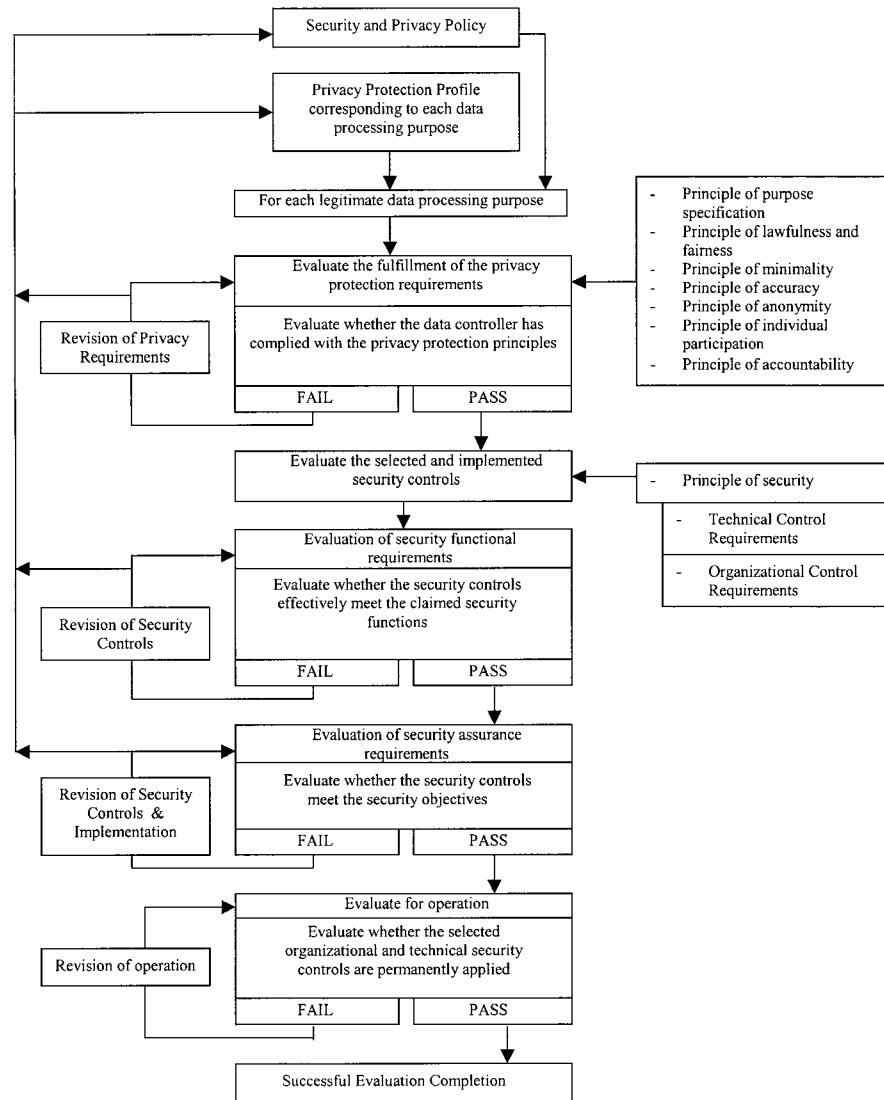 Security and Privacy Policy
Privacy Protection Profile
corresponding to each data
processing purpose
For each legitimate data processing purpose
- Principle of purpose
specification
- Principle of lawfulness and
fairness
- Principle of minimality
- Principle of accuracy
- Principle of anonymity
- Principle of individual
participation
- Principle of accountability
Evaluate the fulfillment of the privacy
protection requirements
Evaluate whether the data controller has
complied with the privacy protection principles
FAIL
PASS
Revision of Privacy
Requirements
Evaluate the selected and implemented
security controls
- Principle of security
- Technical Control
Requirements
- Organizational Control
Requirements
Evaluation of security functional
requirements
Evaluate whether the security controls
effectively meet the claimed security
functions
FAIL
PASS
Revision of Security
Controls
Evaluation of security assurance
requirements
Evaluate whether the security controls
meet the security objectives
FAIL
PASS
Revision of Security
Controls &
Implementation
Evaluate for operation
Evaluate whether the selected
organizational and technical security
controls are permanently applied
FAIL
PASS
Revision of operation
Successful Evaluation Completion